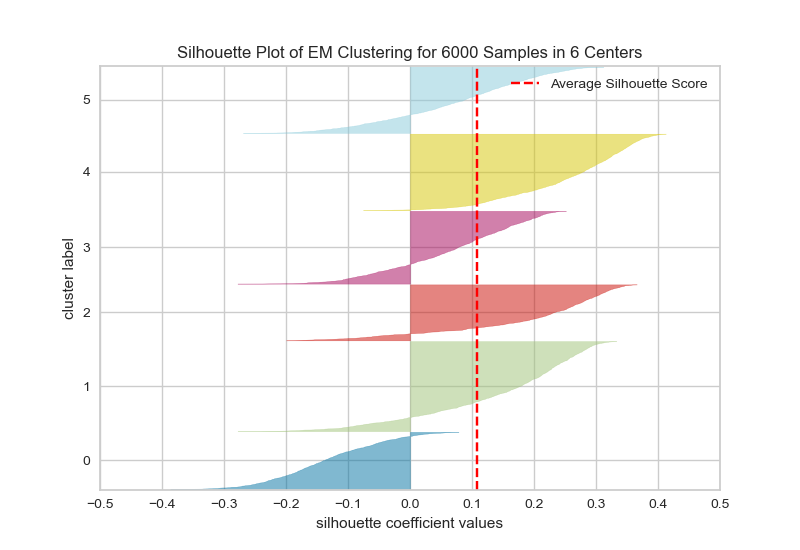 Silhouette Plot of EM Clustering for 6000 Samples in 6 Centers
Average Silhouette Score
5
4
3
2
1
0
cluster label
−0.5 −0.4 −0.3 −0.2 −0.1 0.0 0.1 0.2 0.3 0.4 0.5
silhouette coefficient values